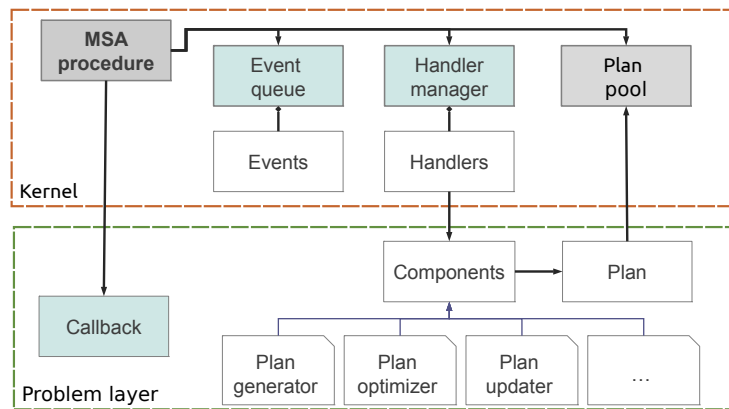 MSA
procedure
Event
queue
Handler
manager
Plan
pool
Events
Handlers
Kernel
Components
Plan
Callback
Plan
generator
Plan
optimizer
Plan
updater
...
Problem layer